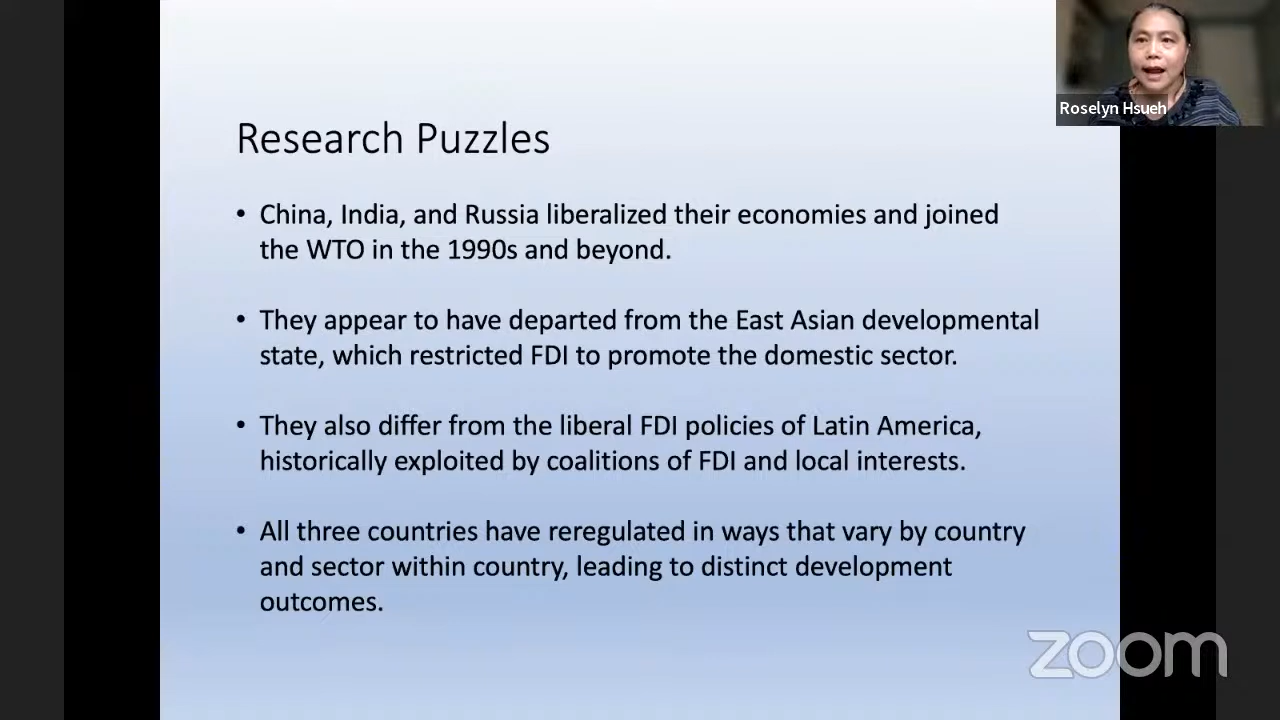 Roselyn Hsueh
Research Puzzles
• China, India, and Russia liberalized their economies and joined
the WTO in the 1990s and beyond.
• They appear to have departed from the East Asian developmental
state, which restricted FDI to promote the domestic sector.
• They also differ from the liberal FDI policies of Latin America,
historically exploited by coalitions of FDI and local interests.
• All three countries have reregulated in ways that vary by country
and sector within country, leading to distinct development
outcomes.
zoom